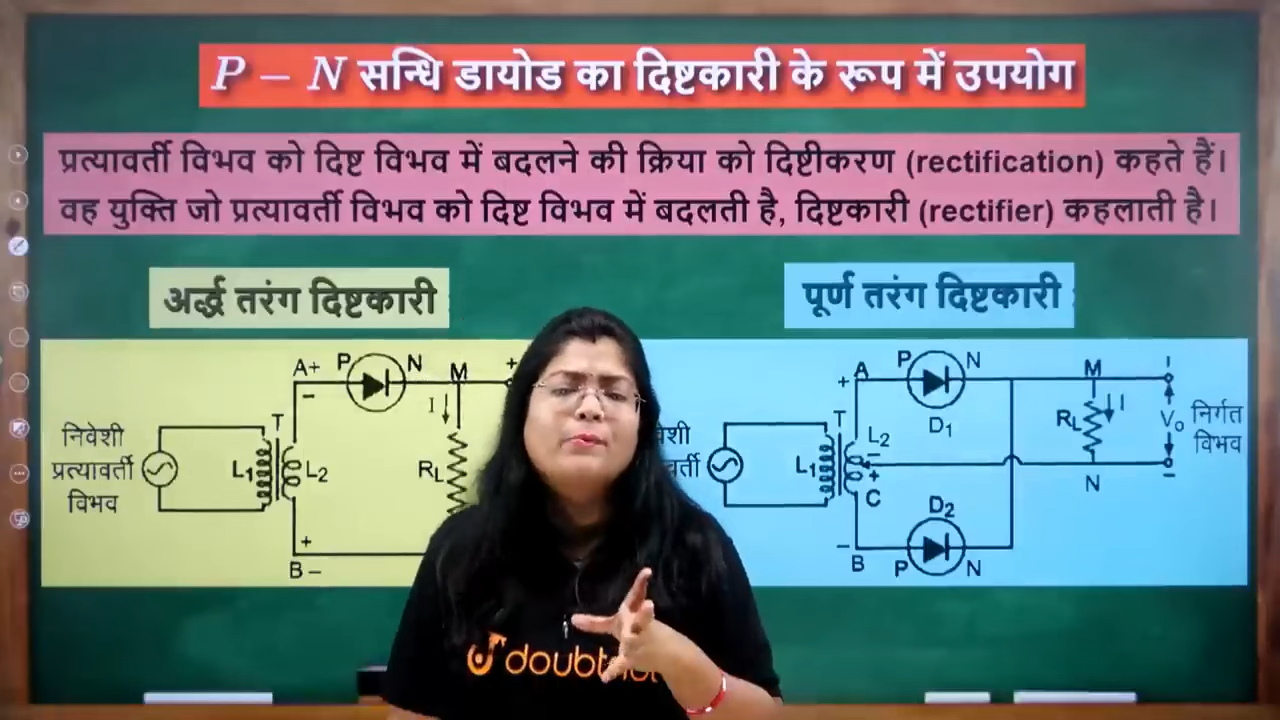 P - N सन्धि डायोड का दिष्टकारी के रूप में उपयोग
प्रत्यावर्ती विभव को दिष्ट विभव में बदलने की क्रिया को दिष्टीकरण (rectification) कहते हैं।
वह युक्ति जो प्रत्यावर्ती विभव को दिष्ट विभव में बदलती है, दिष्टकारी (rectifier) कहलाती है।
अर्द्ध तरंग दिष्टकारी
निवेशी
प्रत्यावर्ती
विभव
L1
T
L2
A+
−
P
N
M
+
I
RL
+
B −
पूर्ण तरंग दिष्टकारी
L1
T
L2
−
+
C
+
A
P
N
D1
M
RL
I
N
Vo
−
निर्गत
विभव
D2
−
B
P
N
doubt